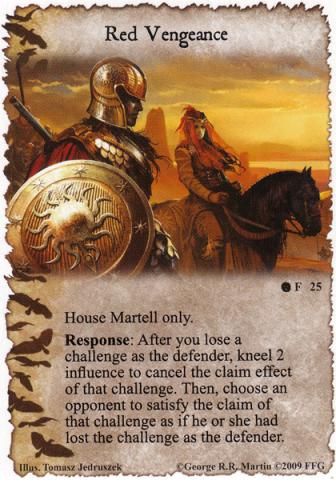 Red Vengeance
F 25
House Martell only.
Response: After you lose a
challenge as the defender, kneel 2
influence to cancel the claim effect
of that challenge. Then, choose an
opponent to satisfy the claim of
that challenge as if he or she had
lost the challenge as the defender.
Illus. Tomasz Jedruszek ©George R.R. Martin ©2009 FFG